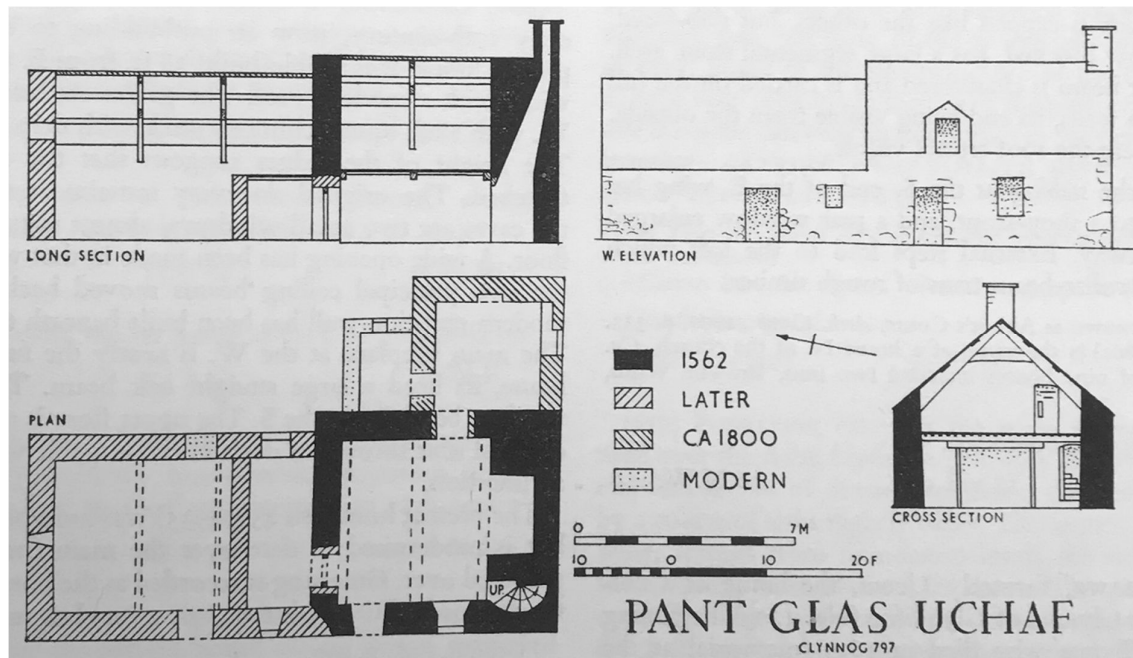 LONG SECTION
W. ELEVATION
PLAN
1562
LATER
CA 1800
MODERN
UP
CROSS SECTION
0 7M
10 0 10 20F
PANT GLAS UCHAF
CLYNNOG 797